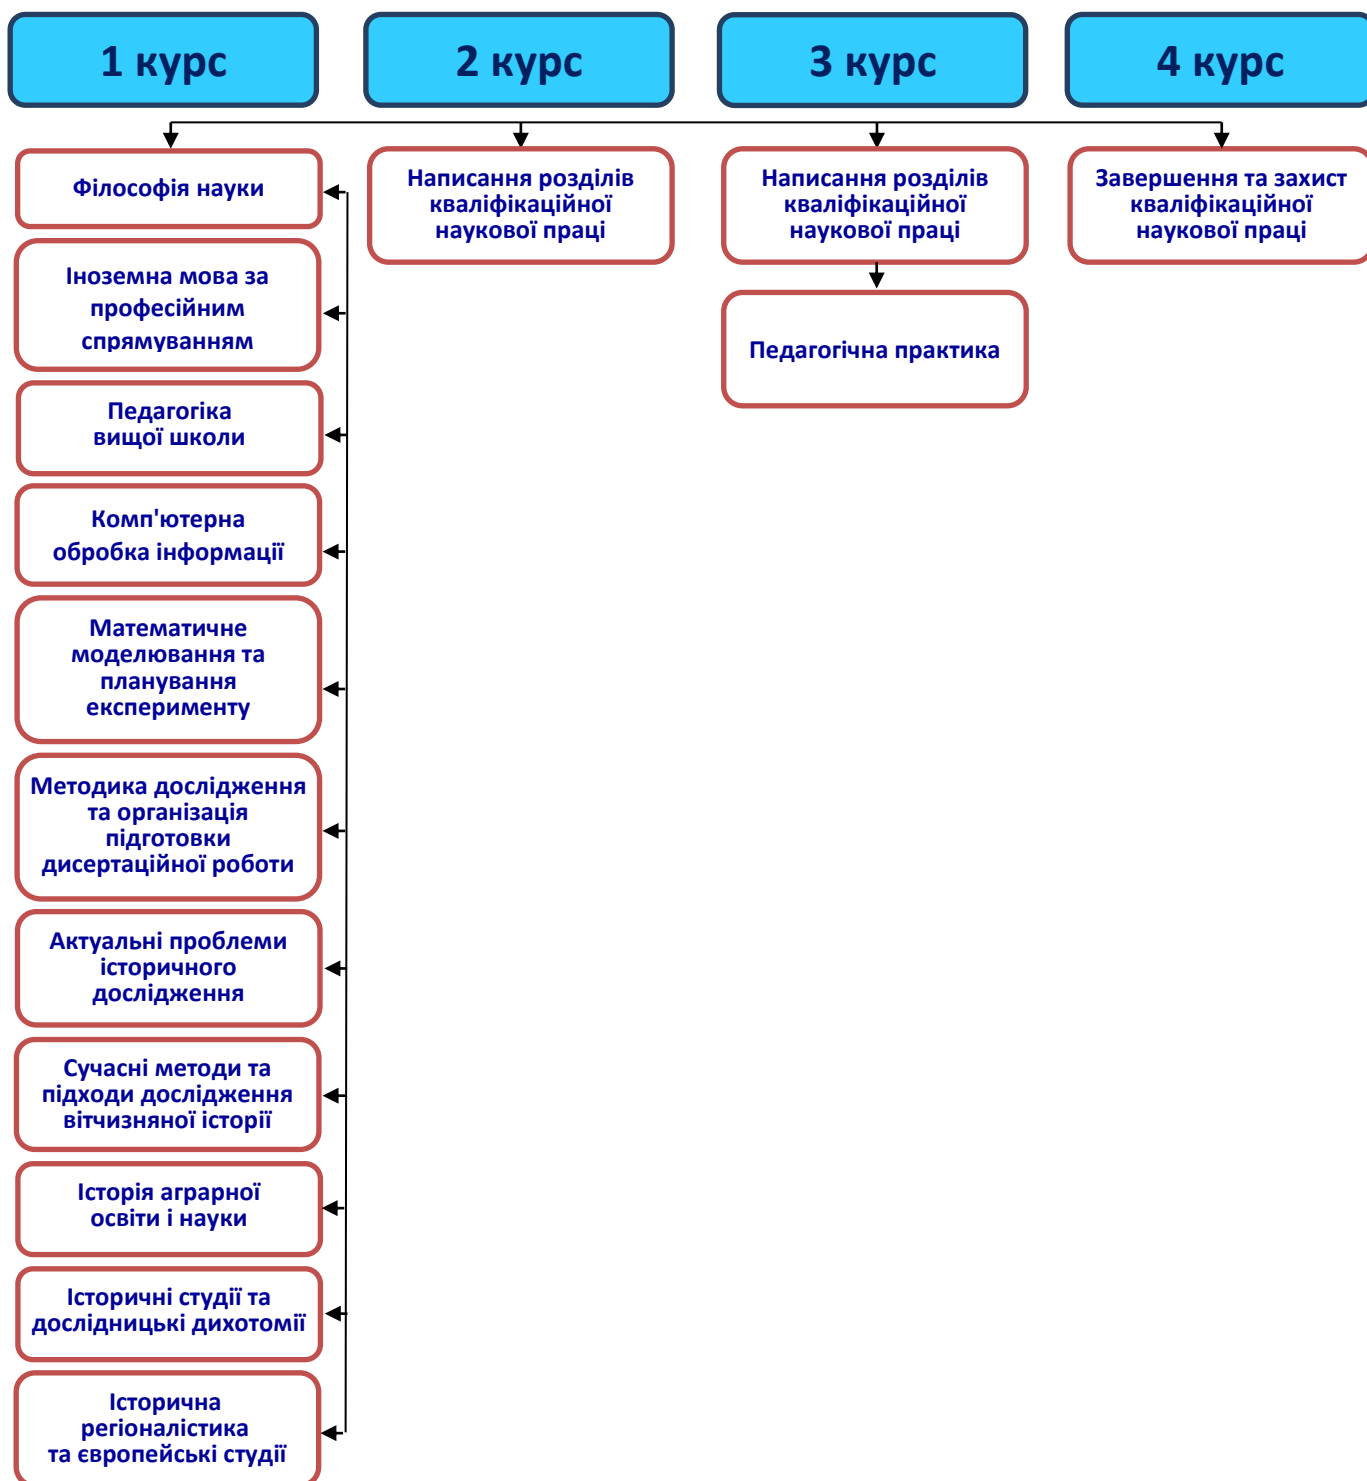 1 курс
2 курс
3 курс
4 курс
Філософія науки
Іноземна мова за
професійним
спрямуванням
Педагогіка
вищої школи
Комп'ютерна
обробка інформації
Математичне
моделювання та
планування
експерименту
Методика дослідження
та організація
підготовки
дисертаційної роботи
Актуальні проблеми
історичного
дослідження
Сучасні методи та
підходи дослідження
вітчизняної історії
Історія аграрної
освіти і науки
Історичні студії та
дослідницькі дихотомії
Історична
регіоналістика
та європейські студії
Написання розділів
кваліфікаційної
наукової праці
Написання розділів
кваліфікаційної
наукової праці
Педагогічна практика
Завершення та захист
кваліфікаційної
наукової праці